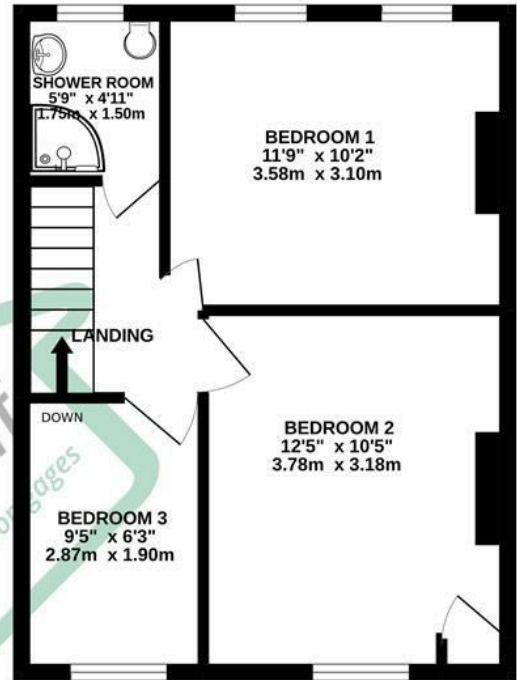 SHOWER ROOM
5'9" x 4'11"
1.75m x 1.50m
BEDROOM 1
11'9" x 10'2"
3.58m x 3.10m
LANDING
DOWN
BEDROOM 2
12'5" x 10'5"
3.78m x 3.18m
BEDROOM 3
9'5" x 6'3"
2.87m x 1.90m